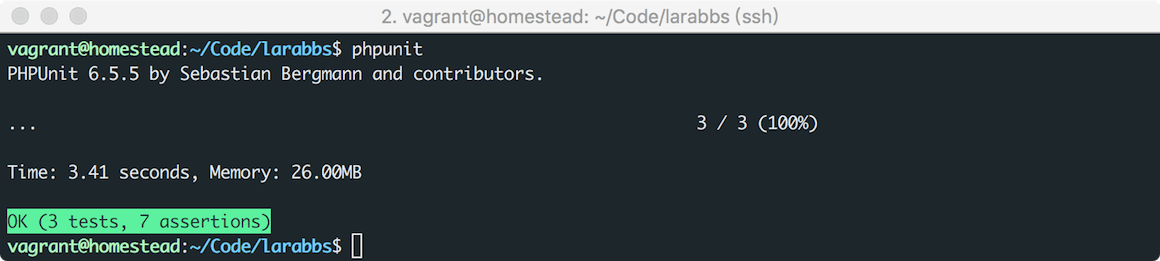 2. vagrant@homestead: ~/Code/larabbs (ssh)
vagrant@homestead:~/Code/larabbs$ phpunit
PHPUnit 6.5.5 by Sebastian Bergmann and contributors.
... 3 / 3 (100%)
Time: 3.41 seconds, Memory: 26.00MB
OK (3 tests, 7 assertions)
vagrant@homestead:~/Code/larabbs$